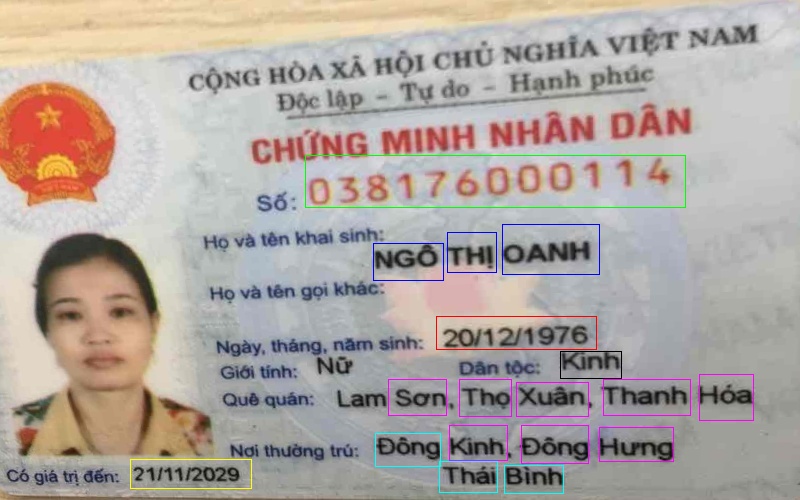 CỘNG HÒA XÃ HỘI CHỦ NGHĨA VIỆT NAM
Độc lập - Tự do - Hạnh phúc
CHỨNG MINH NHÂN DÂN
Số: 038176000114
Họ và tên khai sinh: NGÔ THỊ OANH
Họ và tên gọi khác:
Ngày, tháng, năm sinh: 20/12/1976
Giới tính: Nữ Dân tộc: Kinh
Quê quán: Lam Sơn, Thọ Xuân, Thanh Hóa
Nơi thường trú: Đông Kinh, Đông Hưng
Thái Bình
Có giá trị đến: 21/11/2029